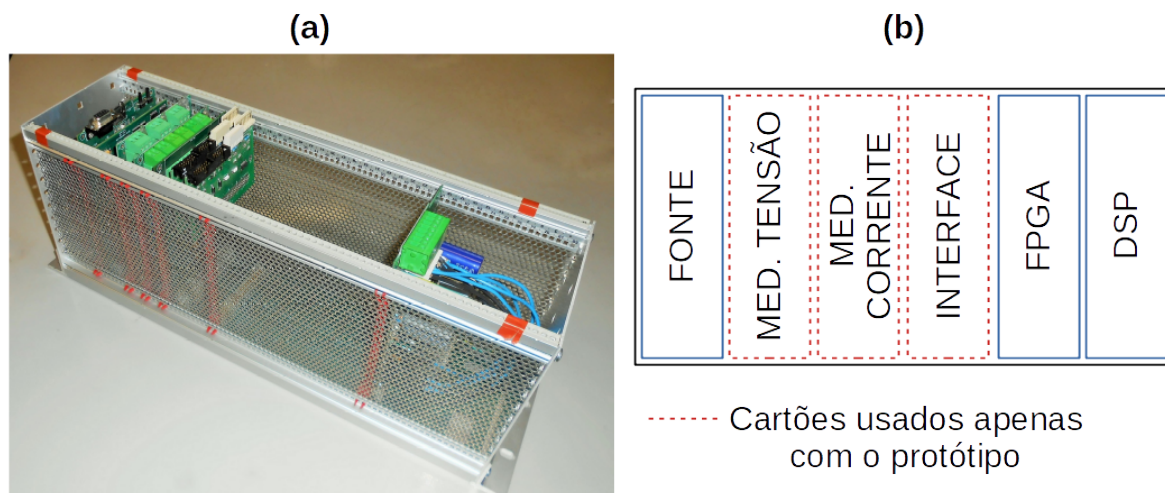 (a)
(b)
FONTE
MED. TENSÃO
MED.
CORRENTE
INTERFACE
FPGA
DSP
Cartões usados apenas
com o protótipo